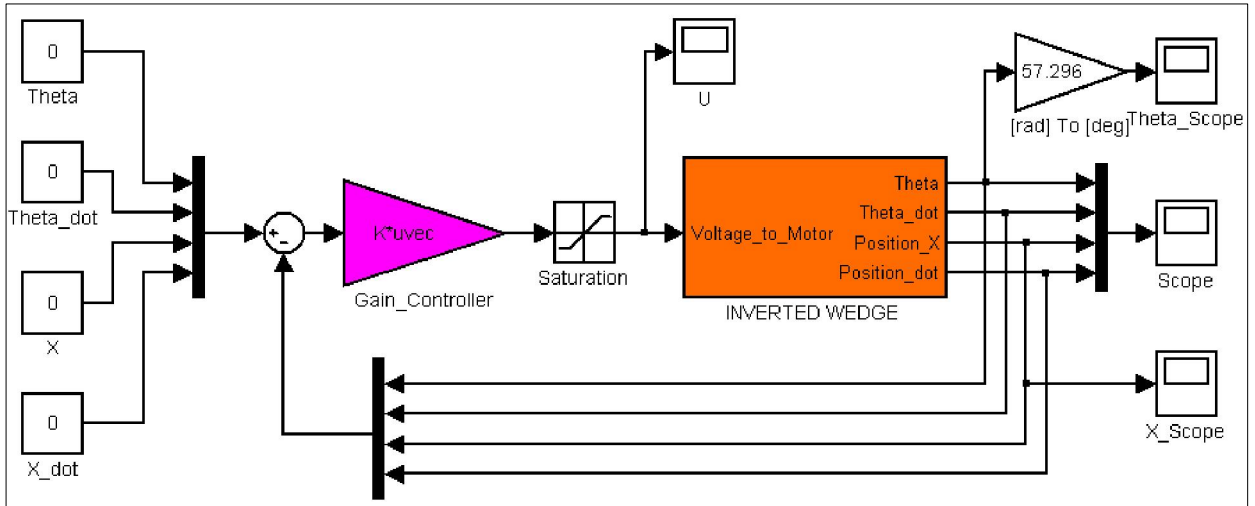 0
Theta
0
Theta_dot
0
X
0
X_dot
+
-
K*uvec
Gain_Controller
Saturation
U
Voltage_to_Motor
Theta
Theta_dot
Position_X
Position_dot
INVERTED WEDGE
57.296
[rad] To [deg]
Theta_Scope
Scope
X_Scope